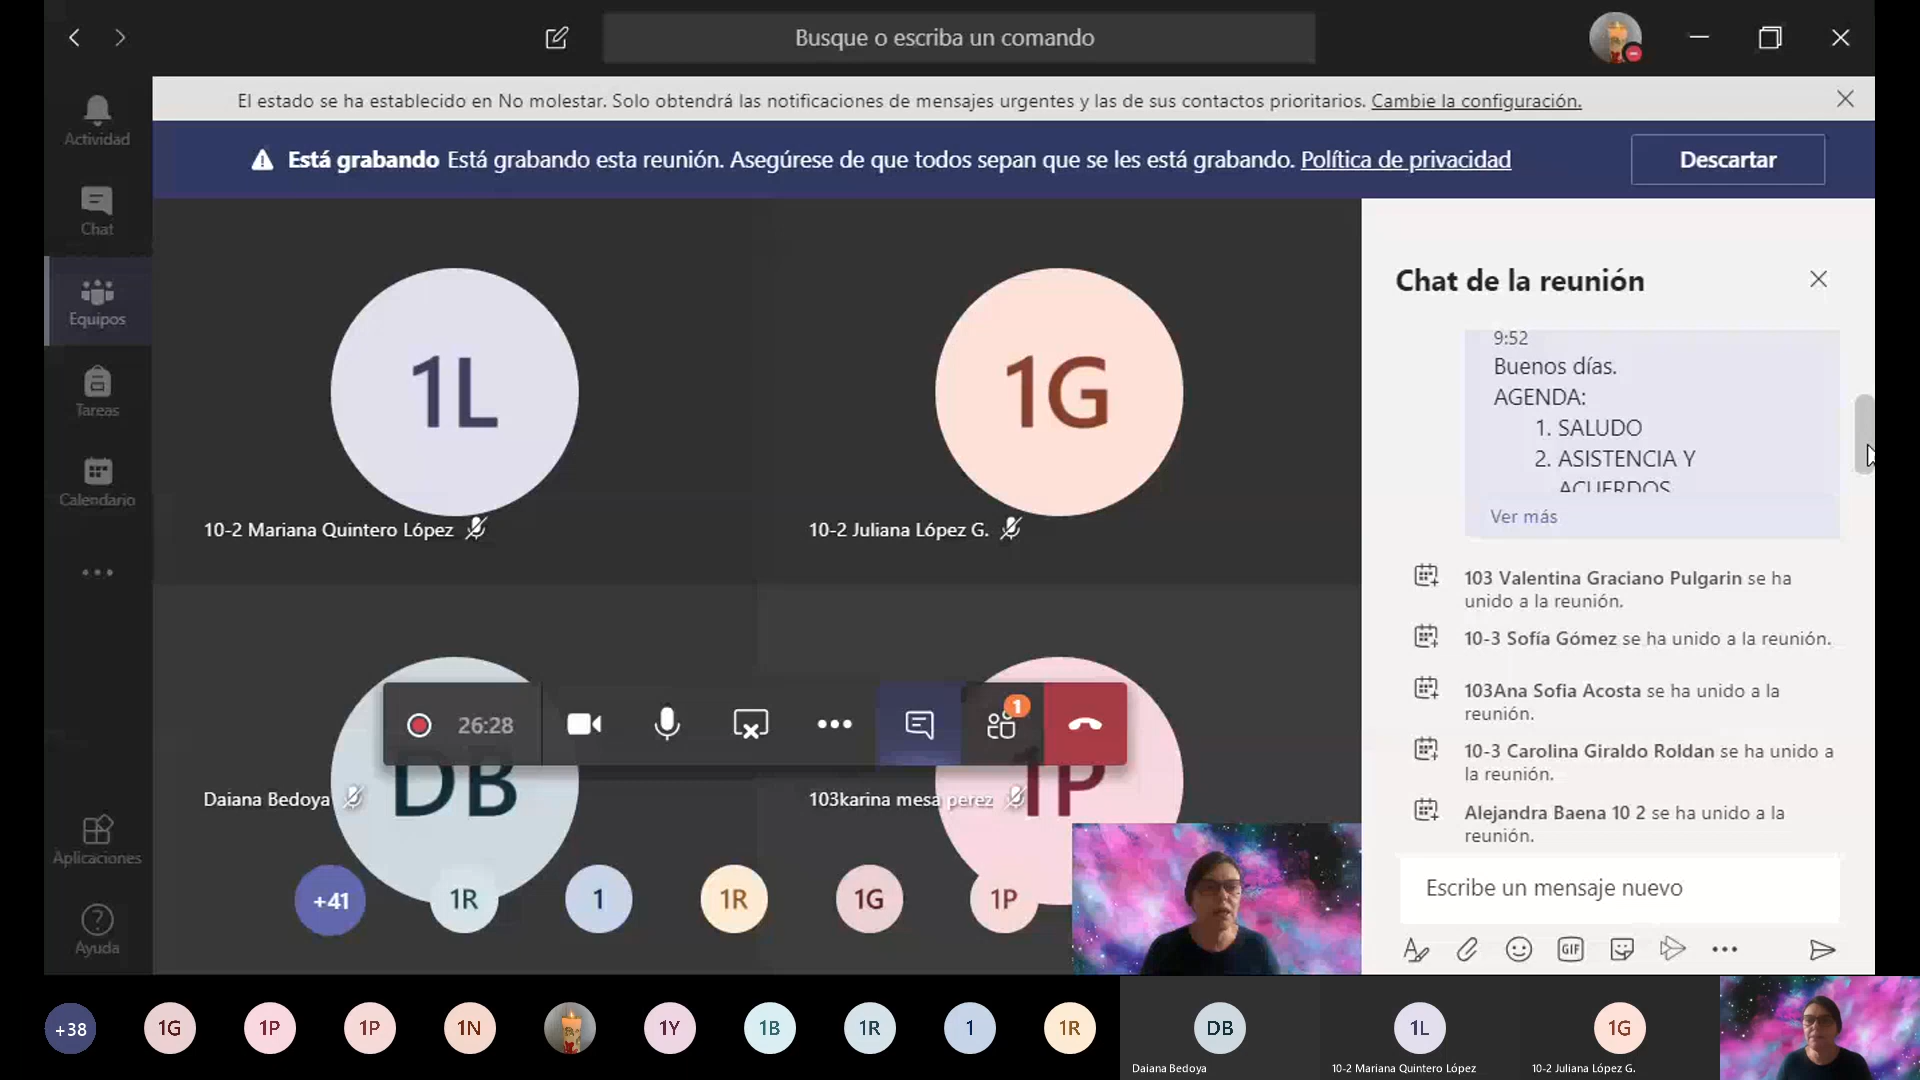 Busque o escriba un comando
El estado se ha establecido en No molestar. Solo obtendrá las notificaciones de mensajes urgentes y las de sus contactos prioritarios. Cambie la configuración.
Está grabando Está grabando esta reunión. Asegúrese de que todos sepan que se les está grabando. Política de privacidad
Descartar
Actividad
Chat
Equipos
Tareas
Calendario
Aplicaciones
Ayuda
1L
10-2 Mariana Quintero López
1G
10-2 Juliana López G.
26:28
1
DB
Daiana Bedoya
1P
103karina mesa perez
+41
1R
1
1R
1G
1P
Chat de la reunión
9:52
Buenos días.
AGENDA:
1. SALUDO
2. ASISTENCIA Y
ACUERDOS
Ver más
103 Valentina Graciano Pulgarin se ha
unido a la reunión.
10-3 Sofía Gómez se ha unido a la reunión.
103Ana Sofia Acosta se ha unido a la
reunión.
10-3 Carolina Giraldo Roldan se ha unido a
la reunión.
Alejandra Baena 10 2 se ha unido a la
reunión.
Escribe un mensaje nuevo
GIF
+38
1G
1P
1P
1N
1Y
1B
1R
1
1R
DB
Daiana Bedoya
1L
10-2 Mariana Quintero López
1G
10-2 Juliana López G.